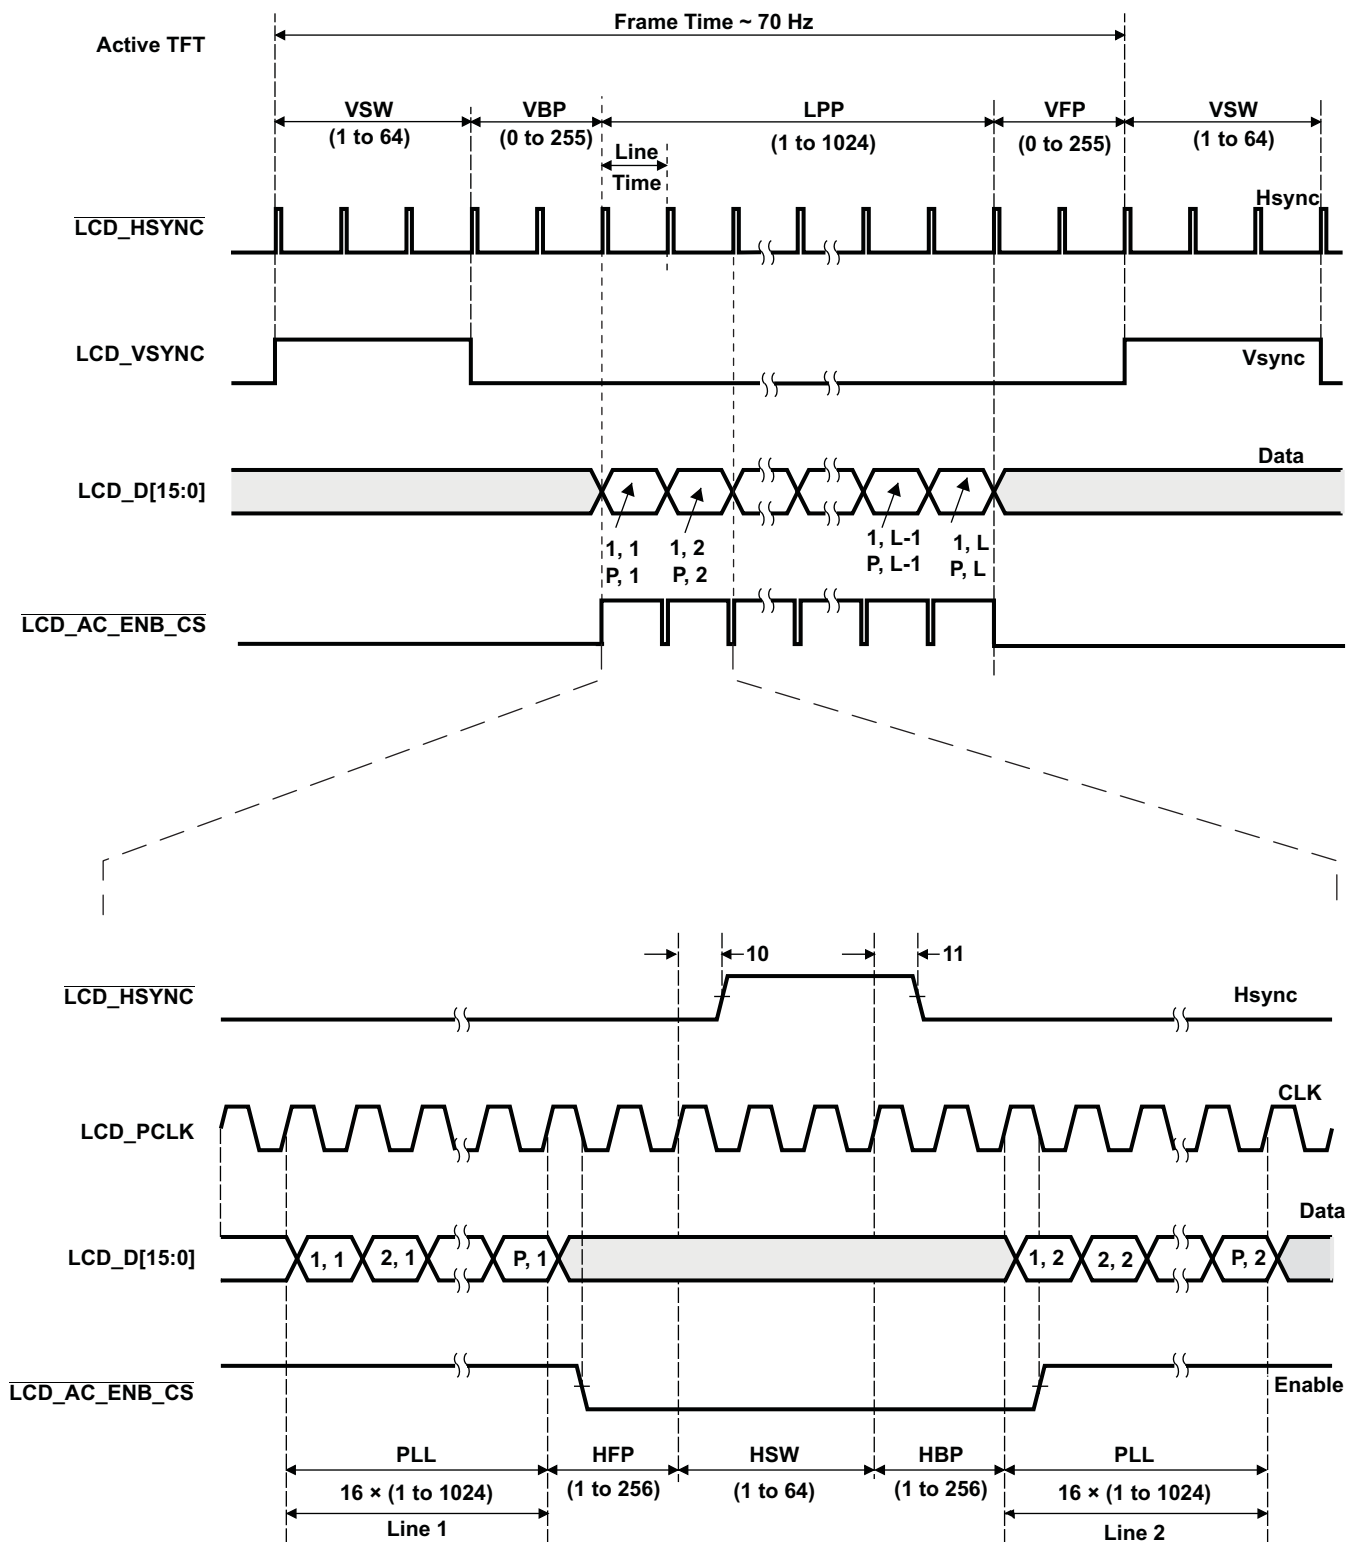 Frame Time ~ 70 Hz
Active TFT
VSW VBP LPP VFP VSW
(1 to 64) (0 to 255) (1 to 1024) (0 to 255) (1 to 64)
Line
Time
LCD_HSYNC Hsync
LCD_VSYNC Vsync
LCD_D[15:0] Data
1, 1 1, 2 1, L-1 1, L
P, 1 P, 2 P, L-1 P, L
LCD_AC_ENB_CS
10 11
LCD_HSYNC Hsync
LCD_PCLK CLK
LCD_D[15:0] Data
1, 1 2, 1 P, 1 1, 2 2, 2 P, 2
LCD_AC_ENB_CS Enable
PLL HFP HSW HBP PLL
16 × (1 to 1024) (1 to 256) (1 to 64) (1 to 256) 16 × (1 to 1024)
Line 1 Line 2